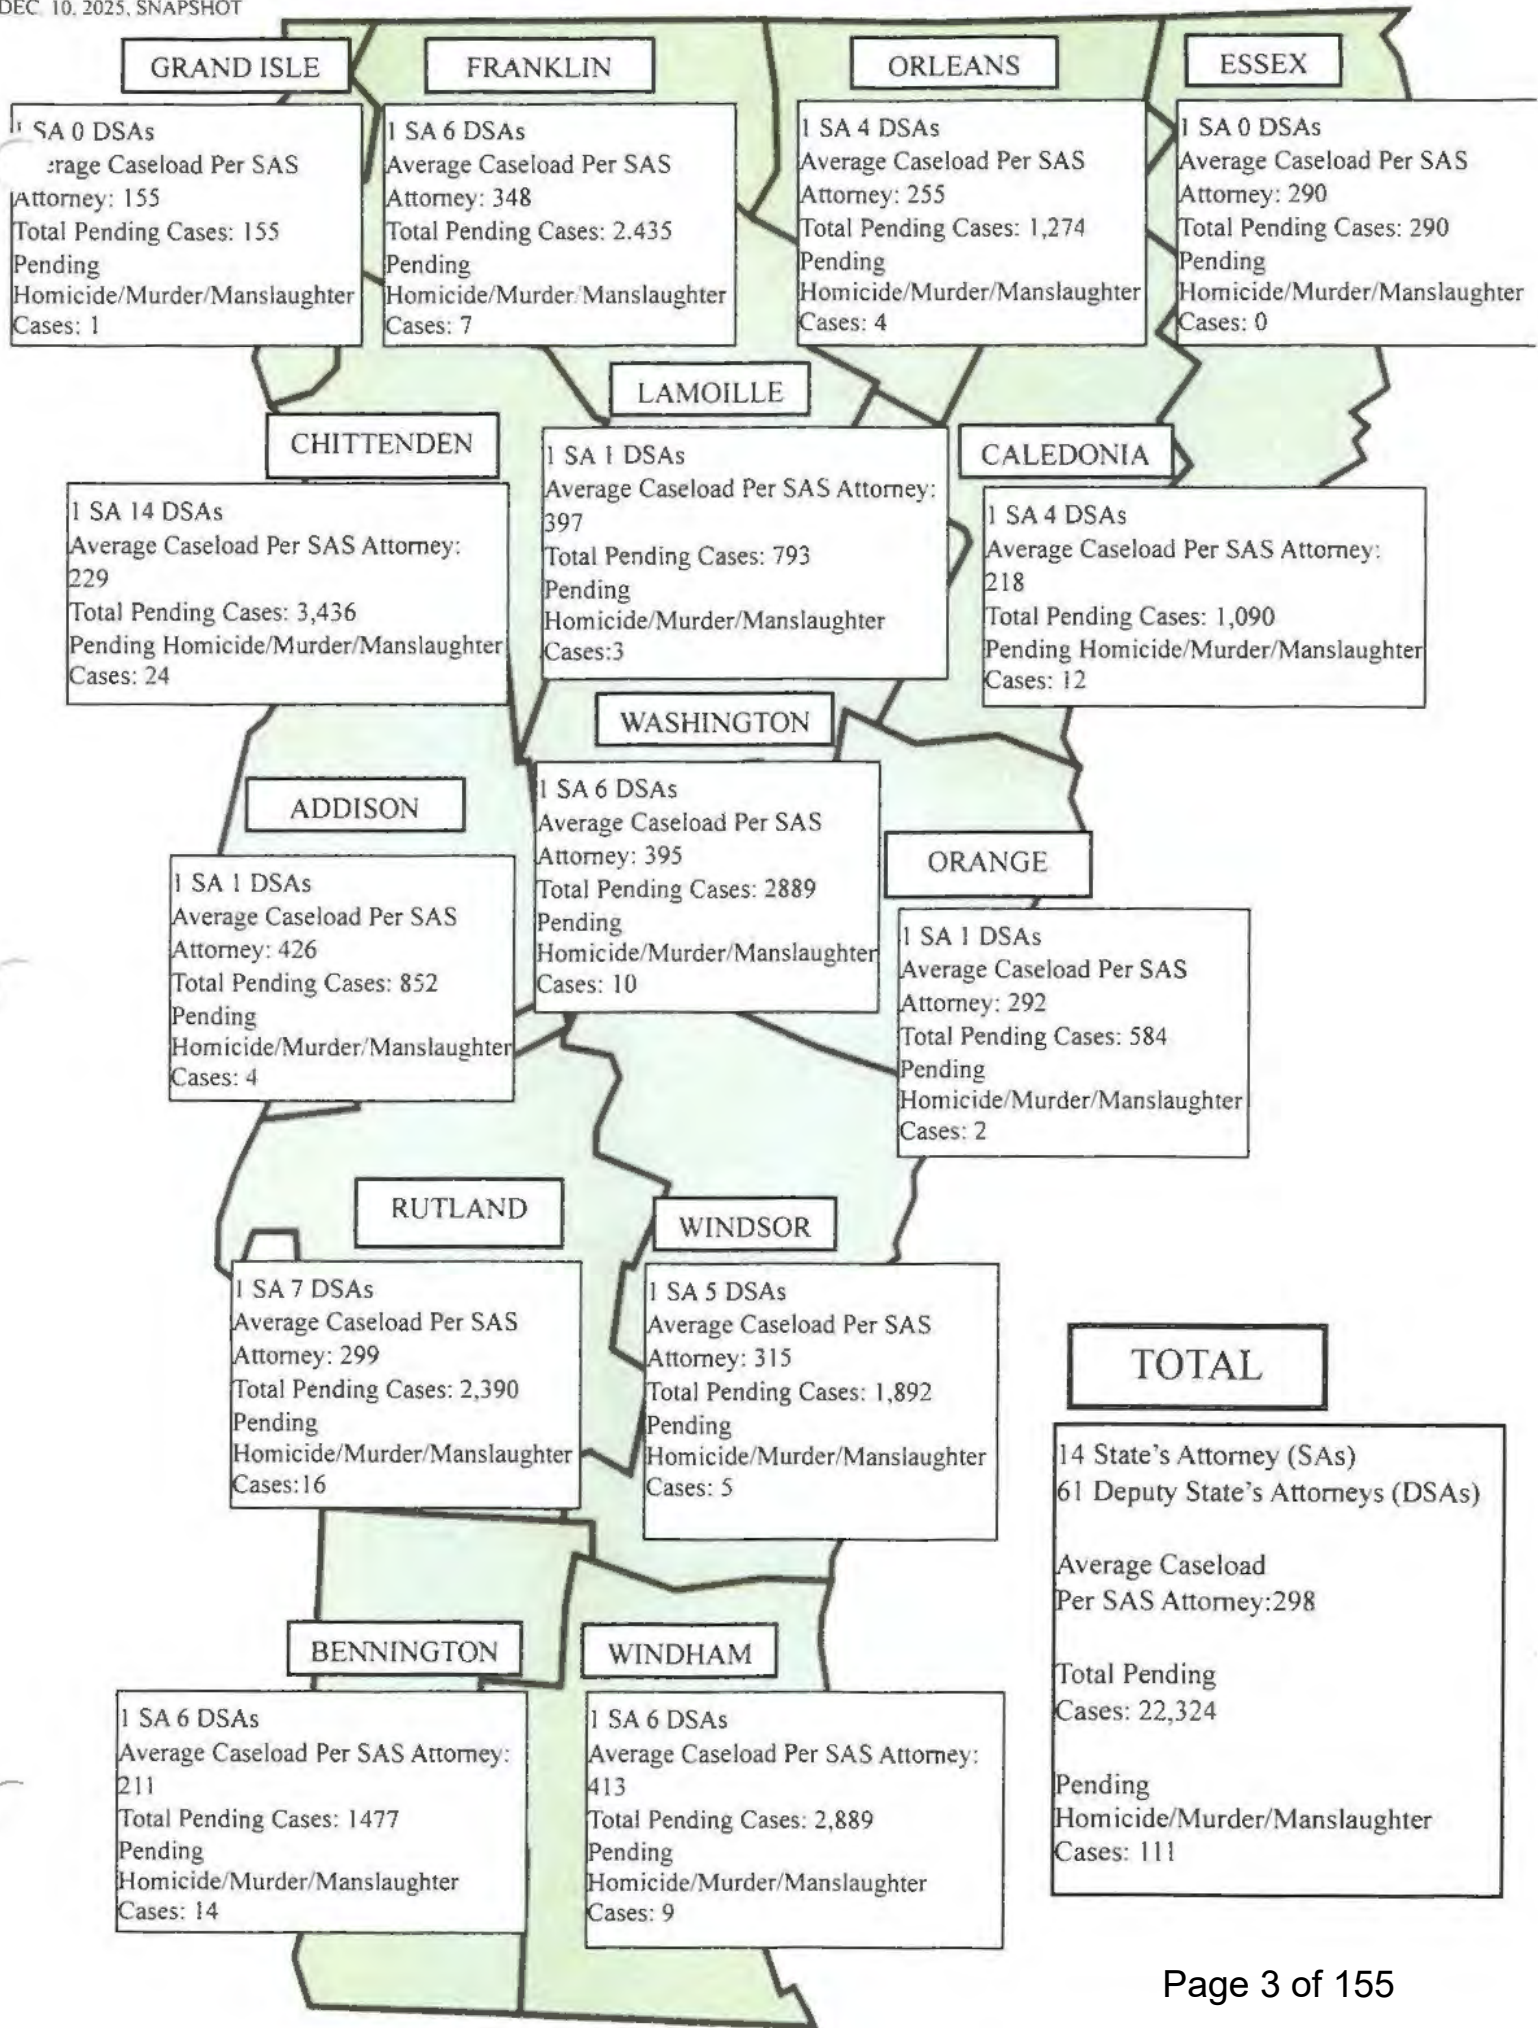 DEC 10, 2025, SNAPSHOT
GRAND ISLE
SA 0 DSAs
Caseload Per SAS
Attorney: 155
Total Pending Cases: 155
Pending
Homicide/Murder/Manslaughter
Cases: 1
FRANKLIN
1 SA 6 DSAs
Average Caseload Per SAS
Attorney: 348
Total Pending Cases: 2.435
Pending
Homicide/Murder/Manslaughter
Cases: 7
ORLEANS
1 SA 4 DSAs
Average Caseload Per SAS
Attorney: 255
Total Pending Cases: 1,274
Pending
Homicide/Murder/Manslaughter
Cases: 4
ESSEX
1 SA 0 DSAs
Average Caseload Per SAS
Attorney: 290
Total Pending Cases: 290
Pending
Homicide/Murder/Manslaughter
Cases: 0
LAMOILLE
1 SA 1 DSAs
Average Caseload Per SAS Attorney:
397
Total Pending Cases: 793
Pending
Homicide/Murder/Manslaughter
Cases:3
CHITTENDEN
1 SA 14 DSAs
Average Caseload Per SAS Attorney:
229
Total Pending Cases: 3,436
Pending Homicide/Murder/Manslaughter
Cases: 24
CALEDONIA
1 SA 4 DSAs
Average Caseload Per SAS Attorney:
218
Total Pending Cases: 1,090
Pending Homicide/Murder/Manslaughter
Cases: 12
WASHINGTON
1 SA 6 DSAs
Average Caseload Per SAS
Attorney: 395
Total Pending Cases: 2889
Pending
Homicide/Murder/Manslaughter
Cases: 10
ADDISON
1 SA 1 DSAs
Average Caseload Per SAS
Attorney: 426
Total Pending Cases: 852
Pending
Homicide/Murder/Manslaughter
Cases: 4
ORANGE
1 SA 1 DSAs
Average Caseload Per SAS
Attorney: 292
Total Pending Cases: 584
Pending
Homicide/Murder/Manslaughter
Cases: 2
RUTLAND
1 SA 7 DSAs
Average Caseload Per SAS
Attorney: 299
Total Pending Cases: 2,390
Pending
Homicide/Murder/Manslaughter
Cases:16
WINDSOR
1 SA 5 DSAs
Average Caseload Per SAS
Attorney: 315
Total Pending Cases: 1,892
Pending
Homicide/Murder/Manslaughter
Cases: 5
TOTAL
14 State's Attorney (SAs)
61 Deputy State's Attorneys (DSAs)
Average Caseload
Per SAS Attorney:298
Total Pending
Cases: 22,324
Pending
Homicide/Murder/Manslaughter
Cases: 111
BENNINGTON
1 SA 6 DSAs
Average Caseload Per SAS Attorney:
211
Total Pending Cases: 1477
Pending
Homicide/Murder/Manslaughter
Cases: 14
WINDHAM
1 SA 6 DSAs
Average Caseload Per SAS Attorney:
413
Total Pending Cases: 2,889
Pending
Homicide/Murder/Manslaughter
Cases: 9
Page 3 of 155